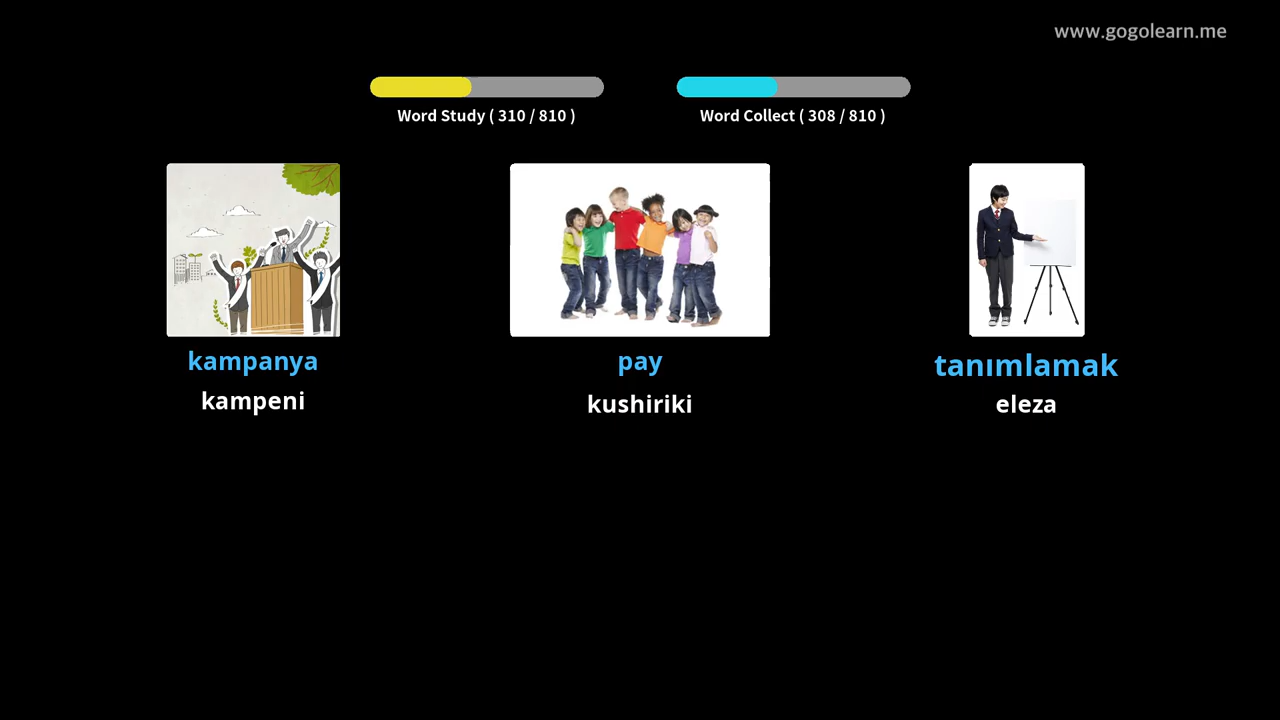 www.gogolearn.me
Word Study ( 310 / 810 )
Word Collect ( 308 / 810 )
kampanya
kampeni
pay
kushiriki
tanımlamak
eleza